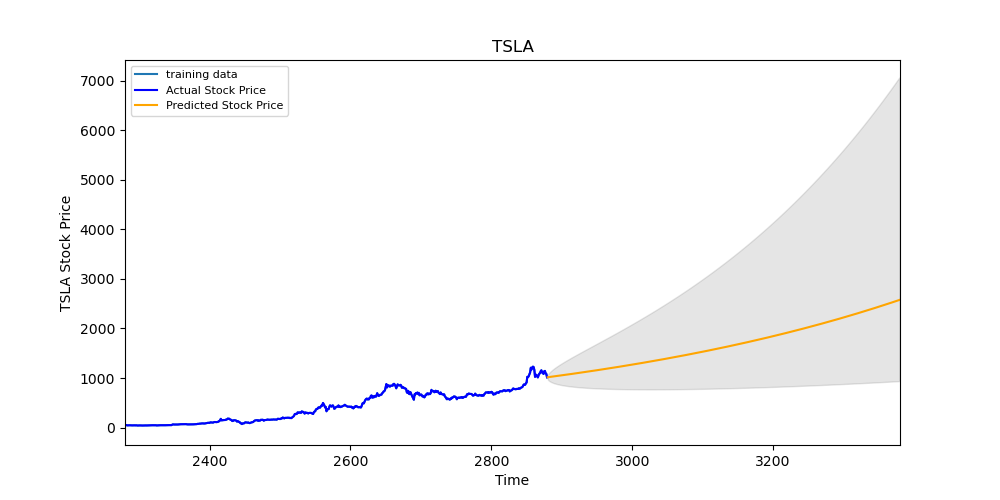 TSLA
training data
Actual Stock Price
Predicted Stock Price
TSLA Stock Price
7000
6000
5000
4000
3000
2000
1000
0
2400 2600 2800 3000 3200
Time